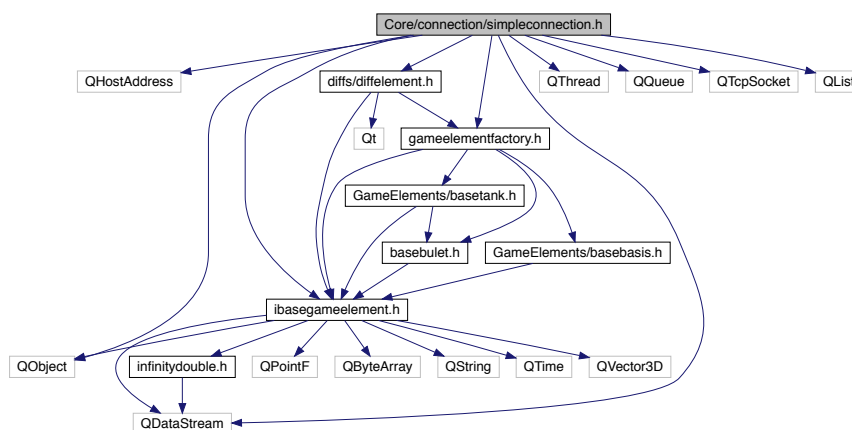 Core/connection/simpleconnection.h
QHostAddress
diffs/diffelement.h
QThread
QQueue
QTcpSocket
QList
Qt
gameelementfactory.h
GameElements/basetank.h
basebulet.h
GameElements/basebasis.h
ibasegameelement.h
QObject
infinitydouble.h
QPointF
QByteArray
QString
QTime
QVector3D
QDataStream